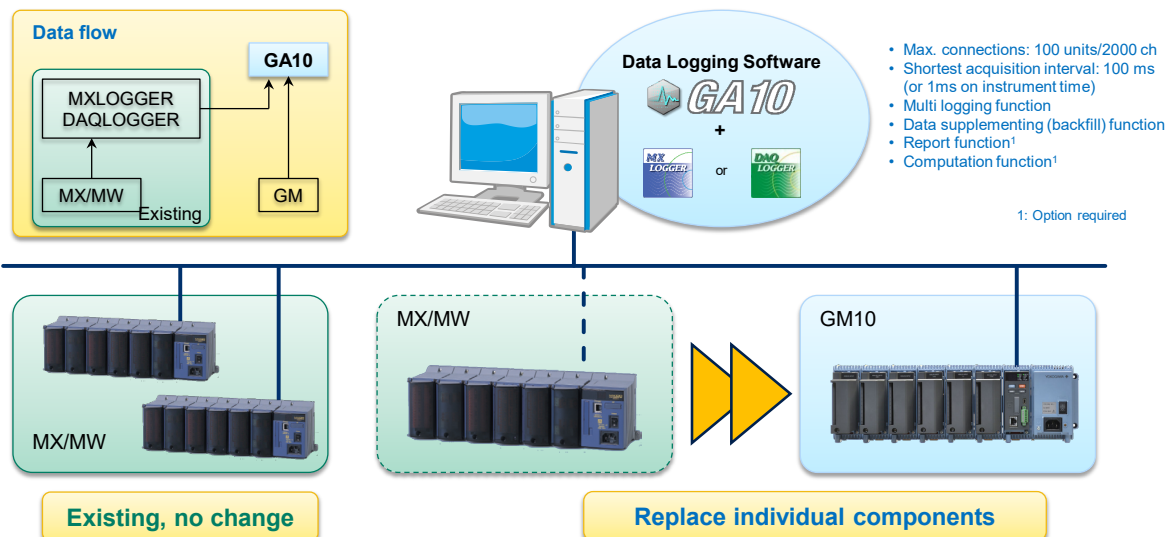 Data flow
GA10
MXLOGGER
DAQLOGGER
MX/MW
Existing
GM
Data Logging Software
GA10
+
MX
LOGGER
or
DAQ
LOGGER
• Max. connections: 100 units/2000 ch
• Shortest acquisition interval: 100 ms
(or 1ms on instrument time)
• Multi logging function
• Data supplementing (backfill) function
• Report function¹
• Computation function¹
1: Option required
MX/MW
MX/MW
GM10
YOKOGAWA
Existing, no change
Replace individual components